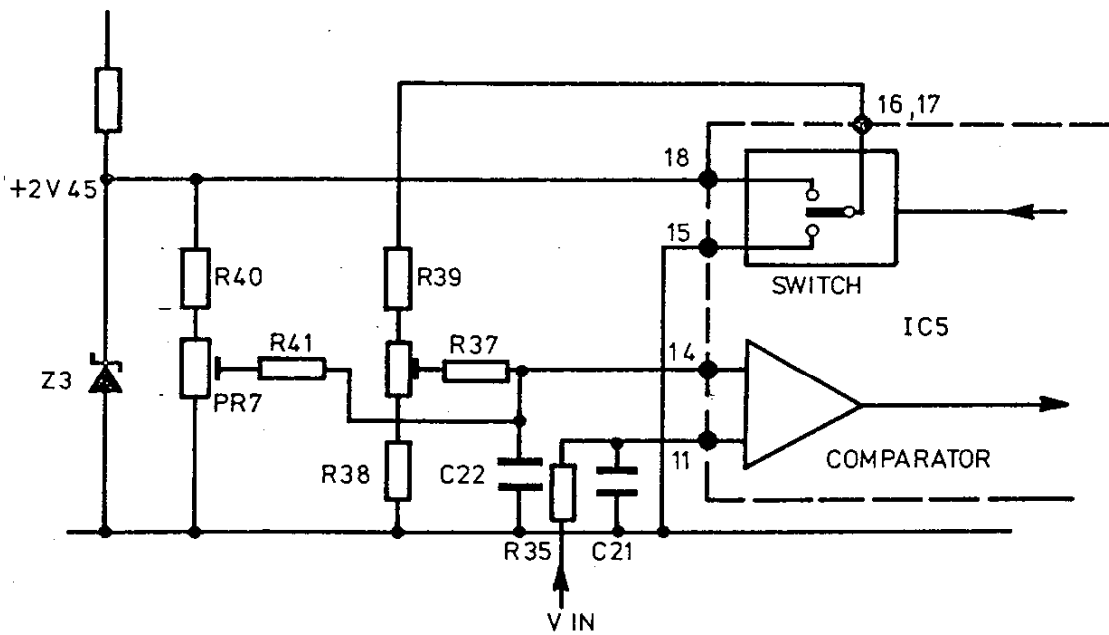 16,17
18
+2V45
15
R40
R39
SWITCH
IC5
R41
R37
14
Z3
PR7
11
COMPARATOR
R38
C22
R35
C21
V IN